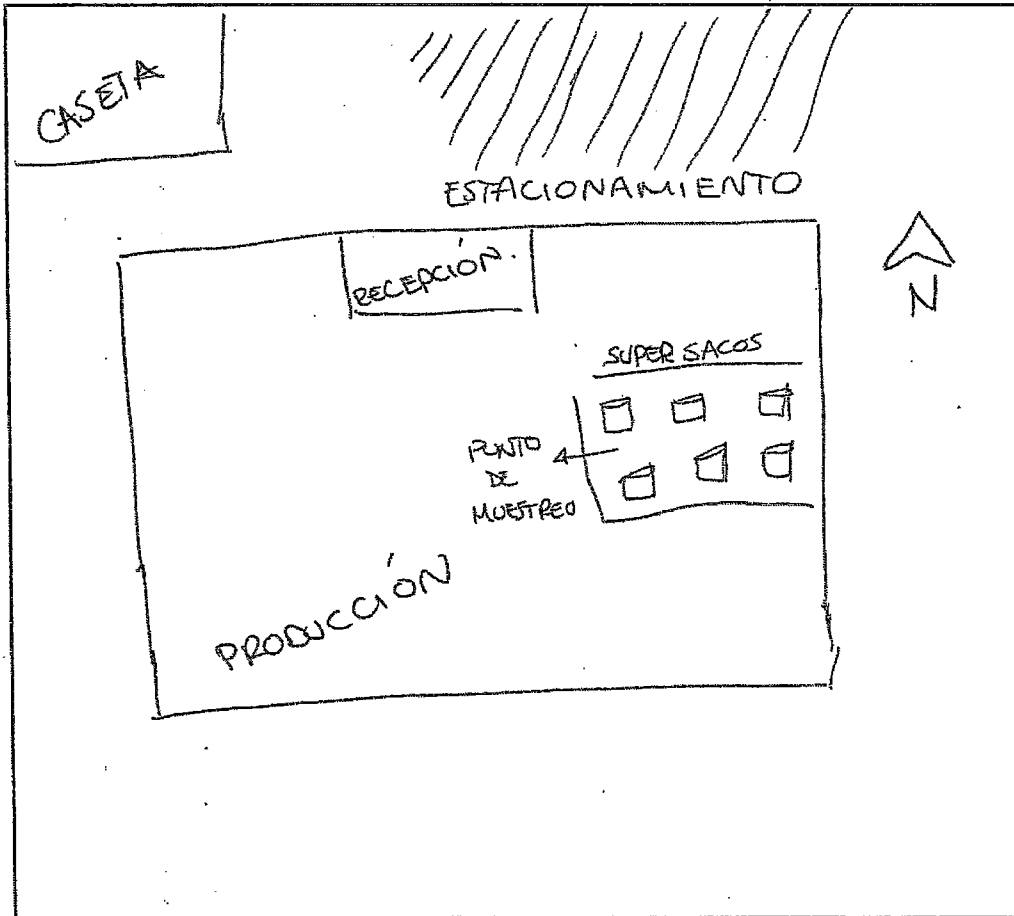 CASETA
ESTACIONAMIENTO
RECEPCIÓN.
N
SUPER SACOS
PUNTO
DE
MUESTREO
PRODUCCIÓN